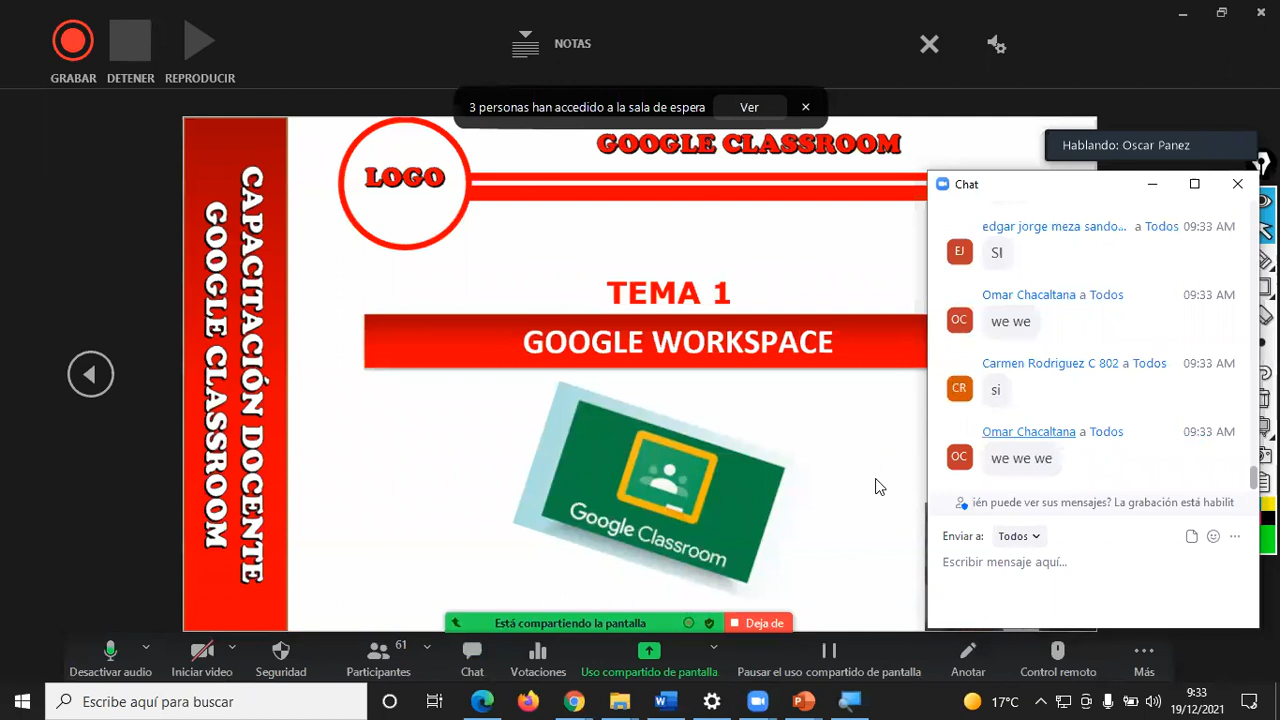 GRABAR
DETENER
REPRODUCIR
NOTAS
3 personas han accedido a la sala de espera
Ver
Hablando: Oscar Panez
CAPACITACIÓN DOCENTE
GOOGLE CLASSROOM
LOGO
GOOGLE CLASSROOM
TEMA 1
GOOGLE WORKSPACE
Google Classroom
Chat
edgar jorge meza sando... a Todos 09:33 AM
EJ
SI
Omar Chacaltana a Todos 09:33 AM
OC
we we
Carmen Rodriguez C 802 a Todos 09:33 AM
CR
si
Omar Chacaltana a Todos 09:33 AM
OC
we we we
ién puede ver sus mensajes? La grabación está habilit
Enviar a: Todos
Escribir mensaje aquí...
Está compartiendo la pantalla
Deja de
Desactivar audio
Iniciar video
Seguridad
61
Participantes
Chat
Votaciones
Uso compartido de pantalla
Pausar el uso compartido de pantalla
Anotar
Control remoto
Más
Escribe aquí para buscar
17°C
9:33
19/12/2021